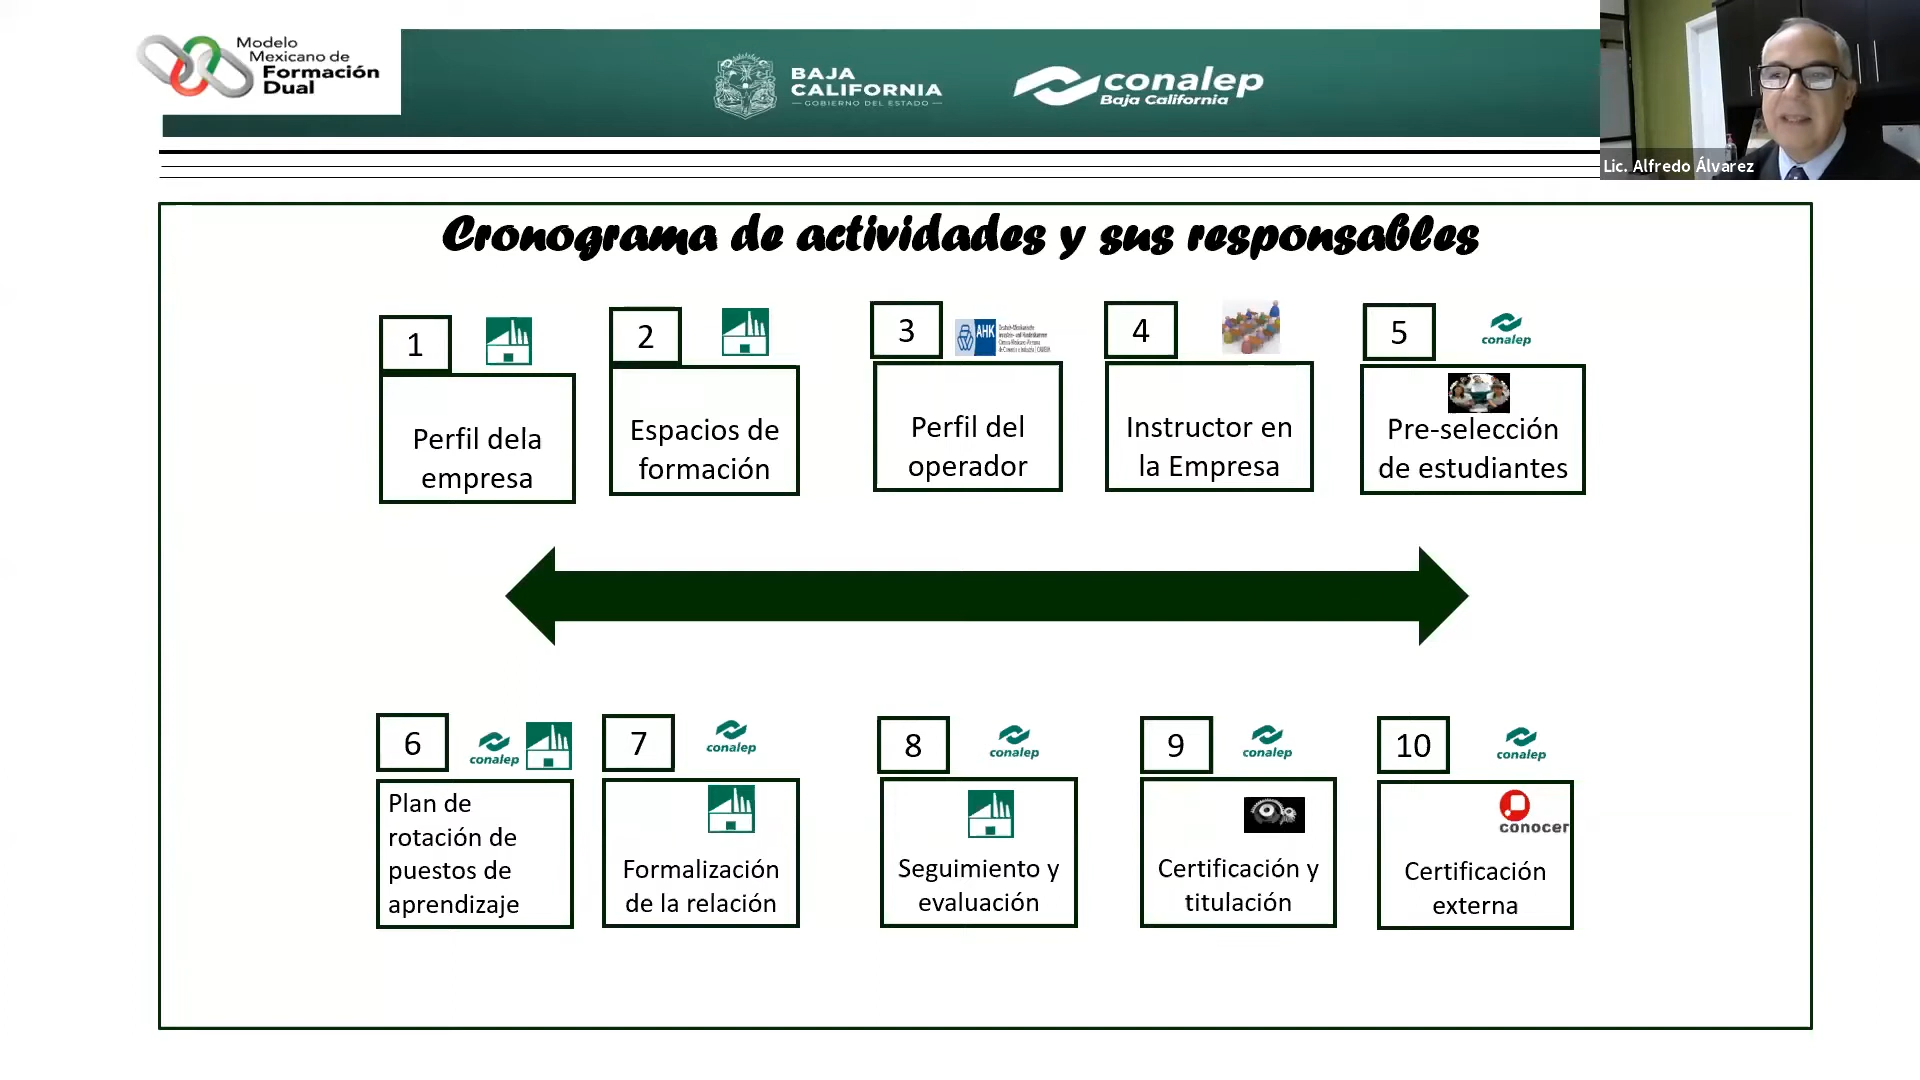 Modelo
Mexicano de
Formación
Dual
BAJA
CALIFORNIA
GOBIERNO DEL ESTADO
conalep
Baja California
Lic. Alfredo Álvarez
Cronograma de actividades y sus responsables
1
Perfil dela
empresa
2
Espacios de
formación
3
AHK
Perfil del
operador
4
Instructor en
la Empresa
5
conalep
Pre-selección
de estudiantes
6
conalep
Plan de
rotación de
puestos de
aprendizaje
7
conalep
Formalización
de la relación
8
conalep
Seguimiento y
evaluación
9
conalep
Certificación y
titulación
10
conalep
conocer
Certificación
externa